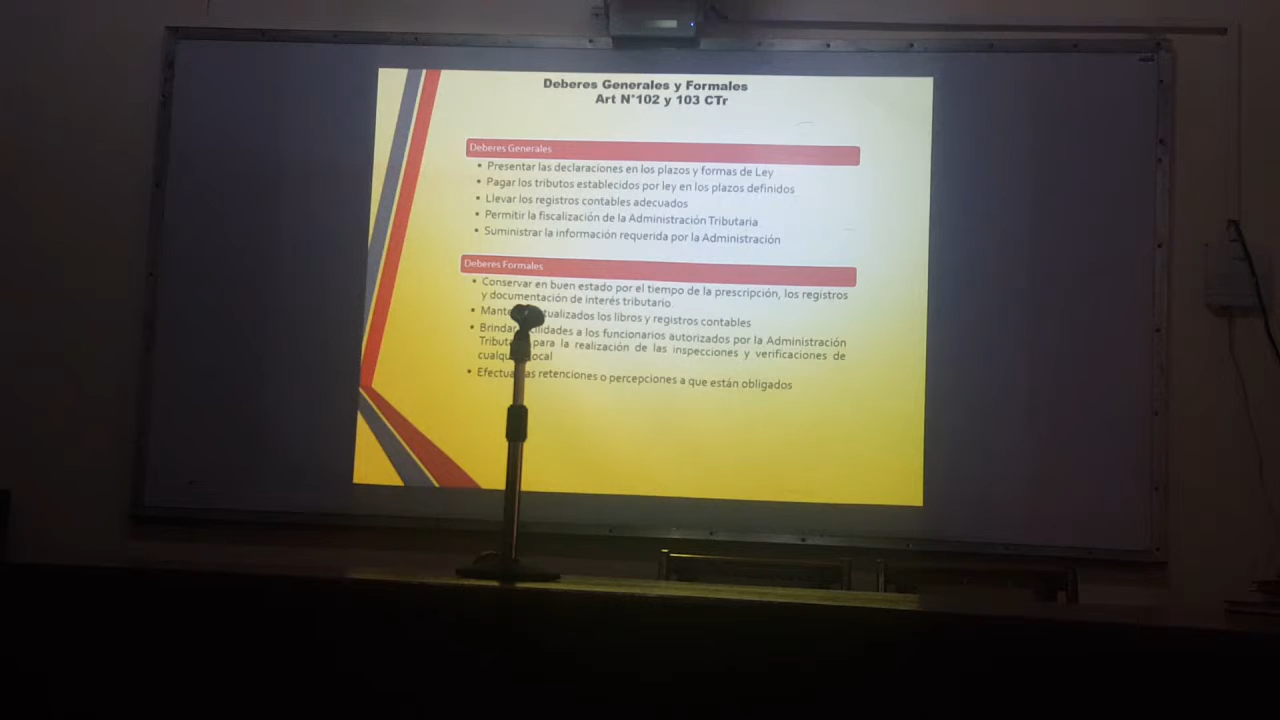 Deberes Generales y Formales
Art N°102 y 103 CTr
Deberes Generales
• Presentar las declaraciones en los plazos y formas de Ley
• Pagar los tributos establecidos por ley en los plazos definidos
• Llevar los registros contables adecuados
• Permitir la fiscalización de la Administración Tributaria
• Suministrar la información requerida por la Administración
Deberes Formales
• Conservar en buen estado por el tiempo de la prescripción, los registros
y documentación de interés tributario
• los libros y registros contables
• Brindar a los funcionarios autorizados por la Administración
para la realización de las inspecciones y verificaciones de
local
• retenciones o percepciones a que están obligados